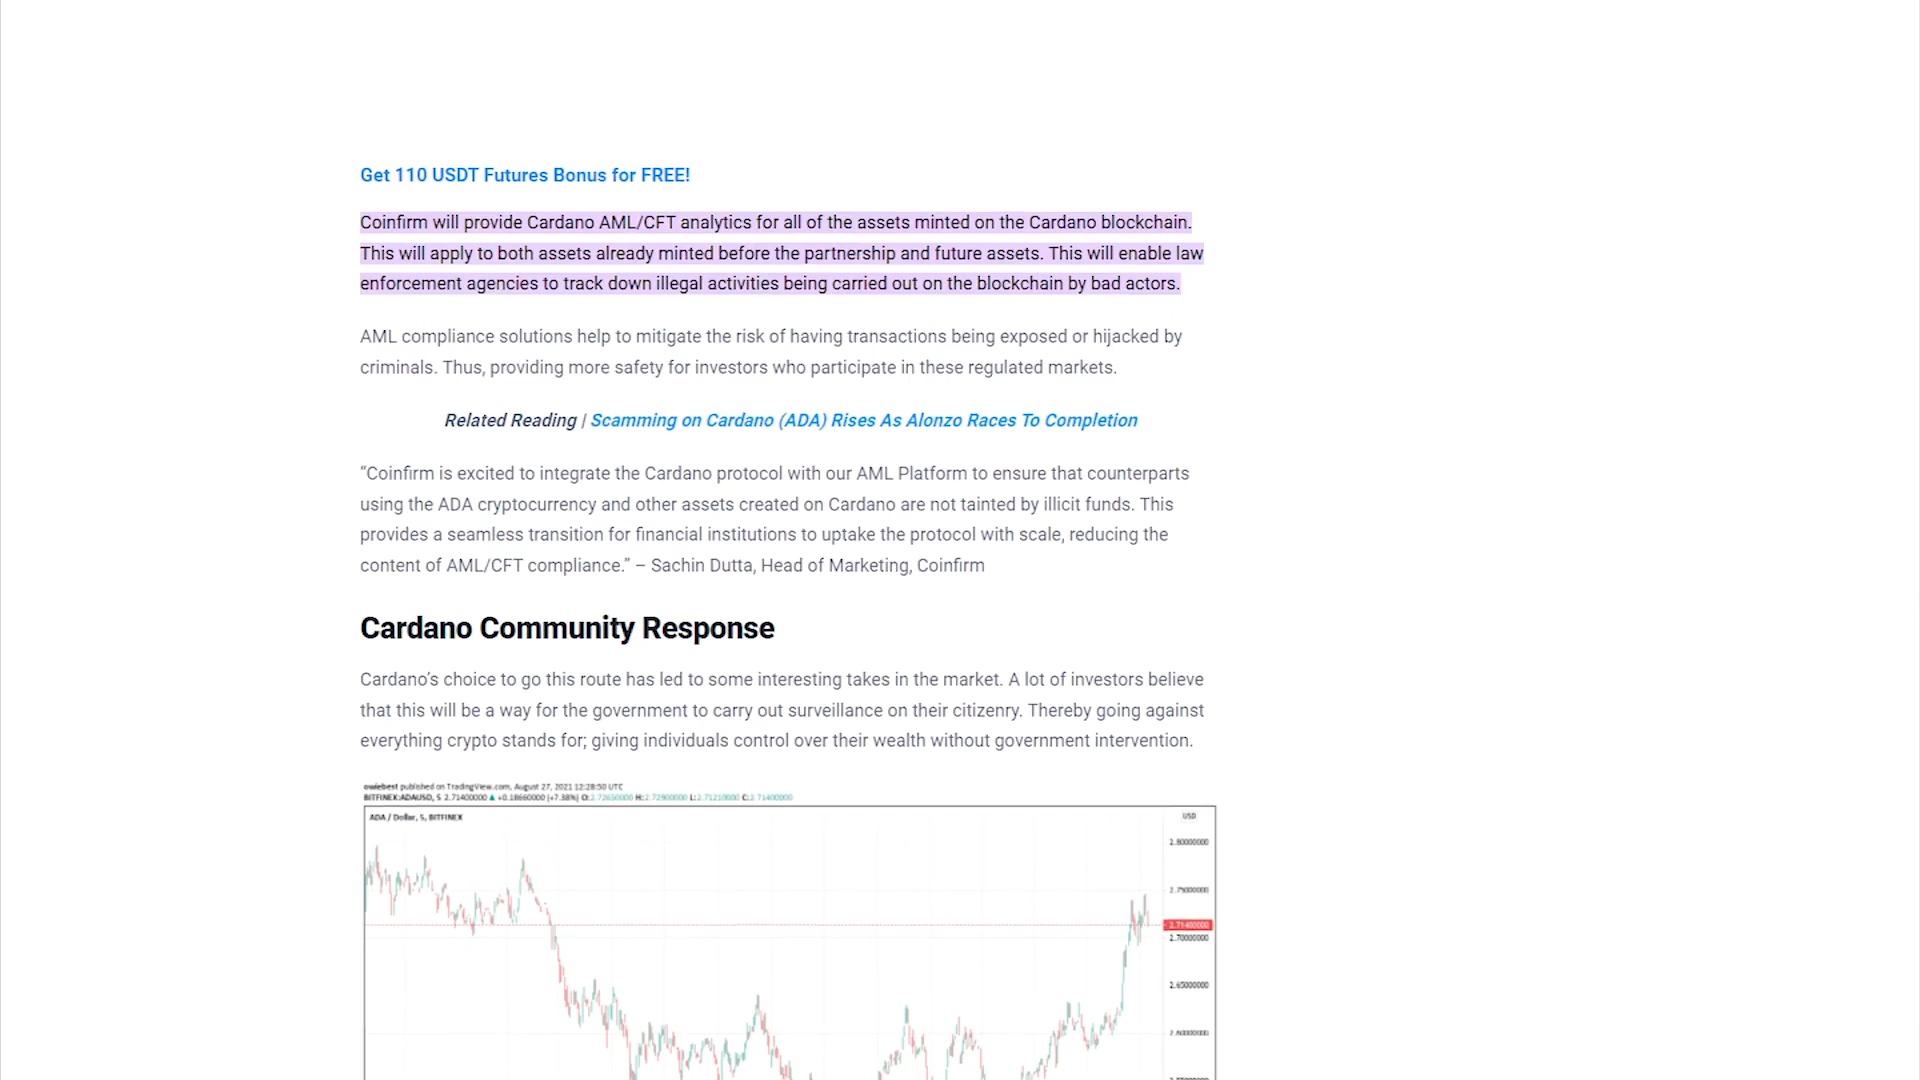 Get 110 USDT Futures Bonus for FREE!
Coinfirm will provide Cardano AML/CFT analytics for all of the assets minted on the Cardano blockchain.
This will apply to both assets already minted before the partnership and future assets. This will enable law
enforcement agencies to track down illegal activities being carried out on the blockchain by bad actors.
AML compliance solutions help to mitigate the risk of having transactions being exposed or hijacked by
criminals. Thus, providing more safety for investors who participate in these regulated markets.
Related Reading | Scamming on Cardano (ADA) Rises As Alonzo Races To Completion
“Coinfirm is excited to integrate the Cardano protocol with our AML Platform to ensure that counterparts
using the ADA cryptocurrency and other assets created on Cardano are not tainted by illicit funds. This
provides a seamless transition for financial institutions to uptake the protocol with scale, reducing the
content of AML/CFT compliance.” – Sachin Dutta, Head of Marketing, Coinfirm
Cardano Community Response
Cardano’s choice to go this route has led to some interesting takes in the market. A lot of investors believe
that this will be a way for the government to carry out surveillance on their citizenry. Thereby going against
everything crypto stands for; giving individuals control over their wealth without government intervention.
owiebest published on TradingView.com, August 27, 2021 12:28:50 UTC
BITFINEX:ADAUSD, 5 2.71400000 ▲ +0.18660000 (+7.38%) O:2.72650000 H:2.72900000 L:2.71210000 C:2.71400000
ADA / Dollar, 5, BITFINEX
USD
2.80000000
2.75000000
2.71400000
2.70000000
2.65000000
2.60000000